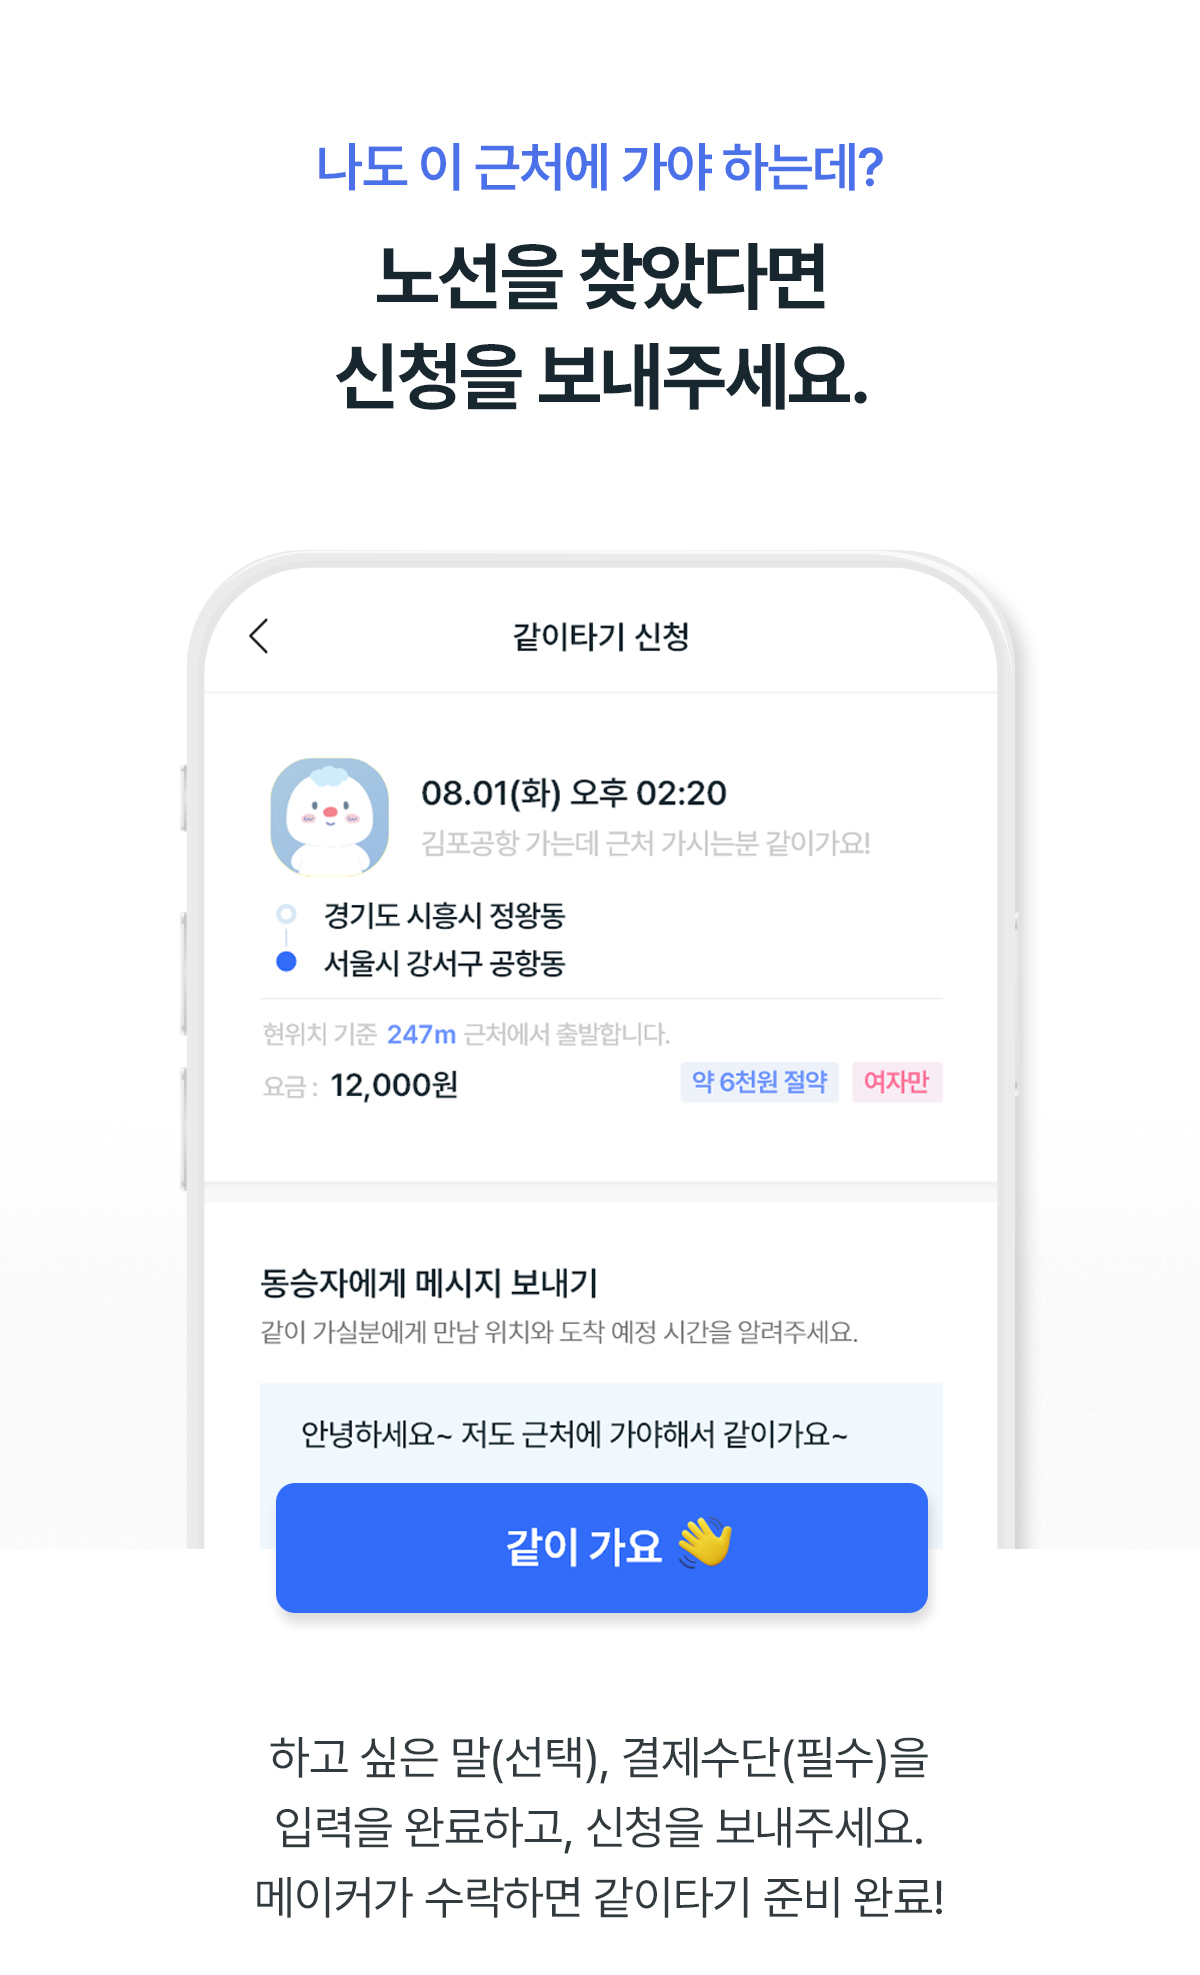 나도 이 근처에 가야 하는데?
노선을 찾았다면
신청을 보내주세요.
같이타기 신청
08.01(화) 오후 02:20
김포공항 가는데 근처 가시는분 같이가요!
경기도 시흥시 정왕동
서울시 강서구 공항동
현위치 기준 247m 근처에서 출발합니다.
요금 : 12,000원 약 6천원 절약 여자만
동승자에게 메시지 보내기
같이 가실분에게 만남 위치와 도착 예정 시간을 알려주세요.
안녕하세요~ 저도 근처에 가야해서 같이가요~
같이 가요 👋
하고 싶은 말(선택), 결제수단(필수)을
입력을 완료하고, 신청을 보내주세요.
메이커가 수락하면 같이타기 준비 완료!